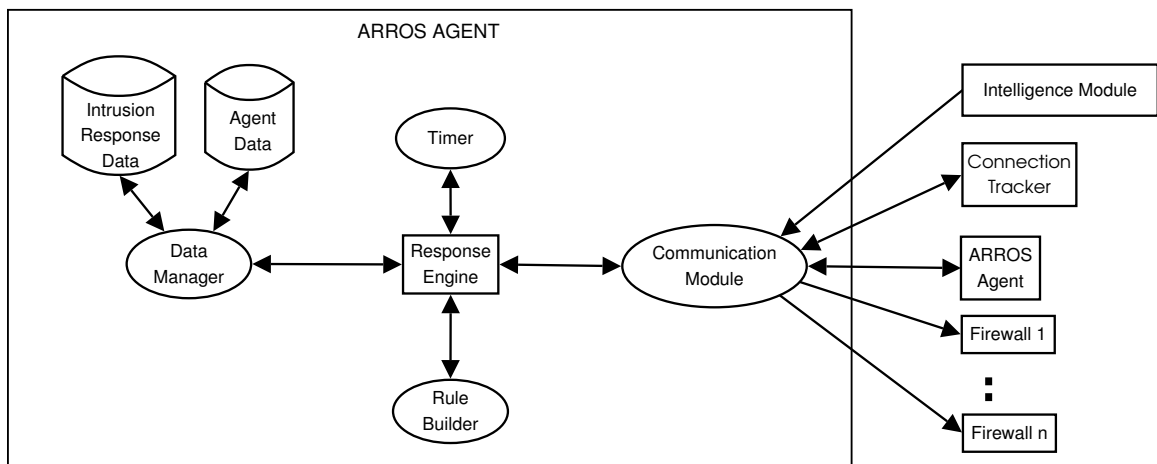 ARROS AGENT
Intrusion
Response
Data
Agent
Data
Timer
Data
Manager
Response
Engine
Rule
Builder
Communication
Module
Intelligence Module
Connection
Tracker
ARROS
Agent
Firewall 1
Firewall n